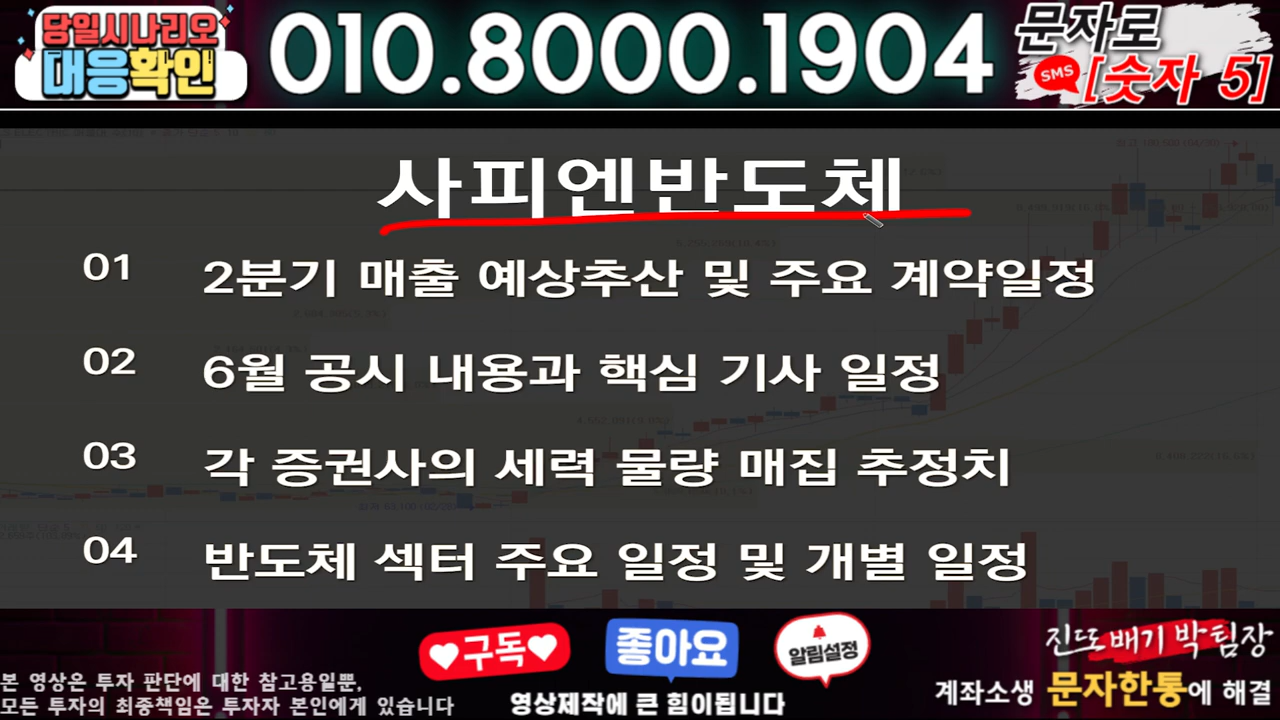 당일시나리오
대응확인
010.8000.1904
문자로
SMS [숫자 5]
사피엔반도체
01 2분기 매출 예상추산 및 주요 계약일정
02 6월 공시 내용과 핵심 기사 일정
03 각 증권사의 세력 물량 매집 추정치
04 반도체 섹터 주요 일정 및 개별 일정
구독
좋아요
알림설정
영상제작에 큰 힘이됩니다
본 영상은 투자 판단에 대한 참고용일뿐,
모든 투자의 최종책임은 투자자 본인에게 있습니다
진또배기 박팀장
계좌소생 문자한통에 해결